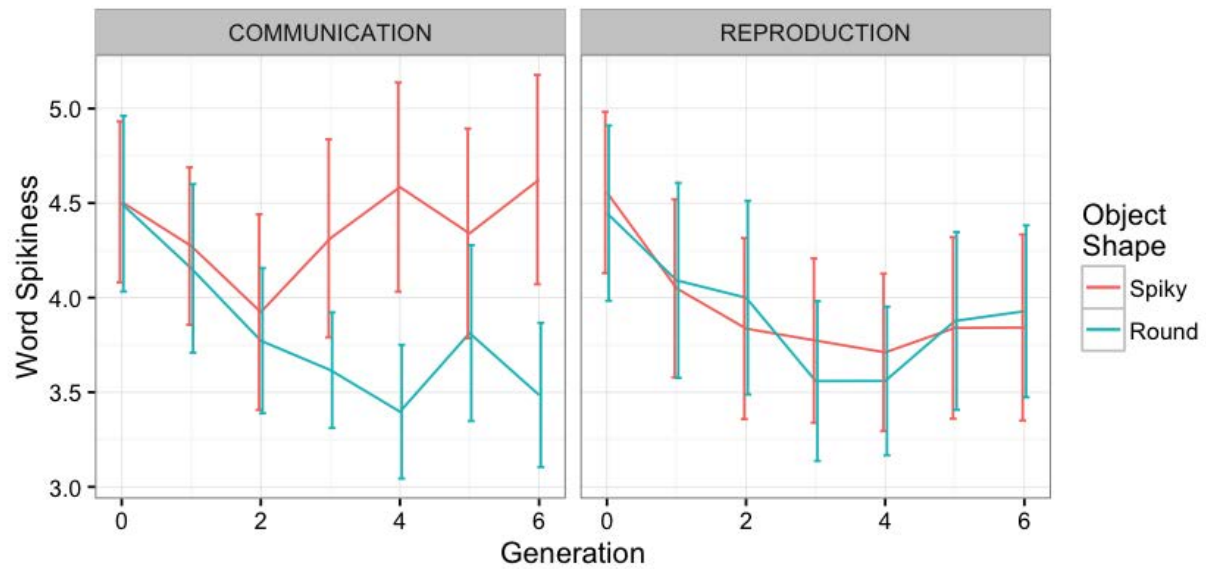 COMMUNICATION
REPRODUCTION
Word Spikiness
5.0
4.5
4.0
3.5
3.0
0 2 4 6
0 2 4 6
Generation
Object
Shape
Spiky
Round